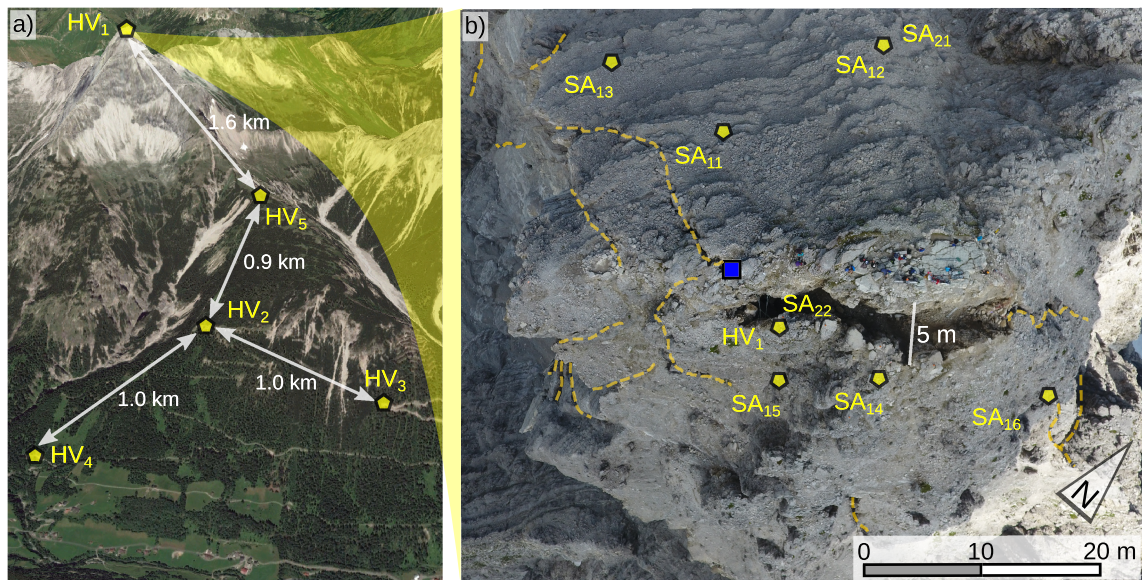 a)
HV₁
1.6 km
HV₅
0.9 km
HV₂
1.0 km
1.0 km
HV₃
HV₄
b)
SA₂₁
SA₁₂
SA₁₃
SA₁₁
SA₂₂
HV₁
5 m
SA₁₅
SA₁₄
SA₁₆
N
0 10 20 m